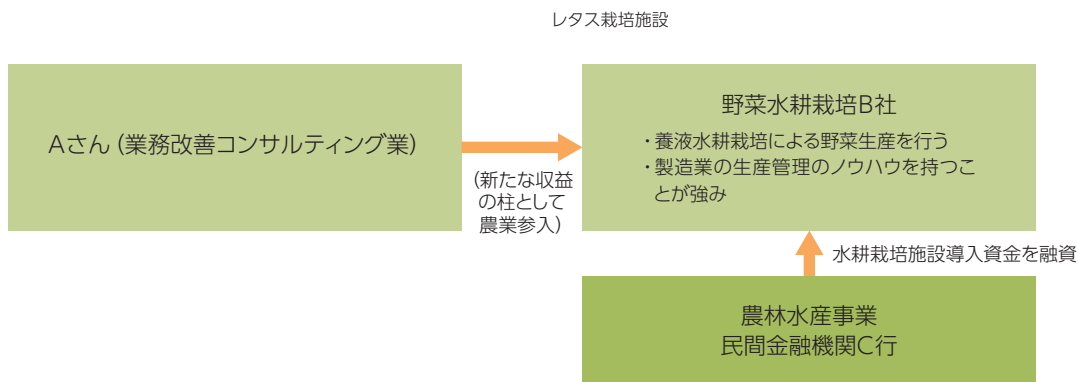 レタス栽培施設
Aさん（業務改善コンサルティング業）
（新たな収益
の柱として
農業参入）
野菜水耕栽培B社
・養液水耕栽培による野菜生産を行う
・製造業の生産管理のノウハウを持つこ
とが強み
水耕栽培施設導入資金を融資
農林水産事業
民間金融機関C行